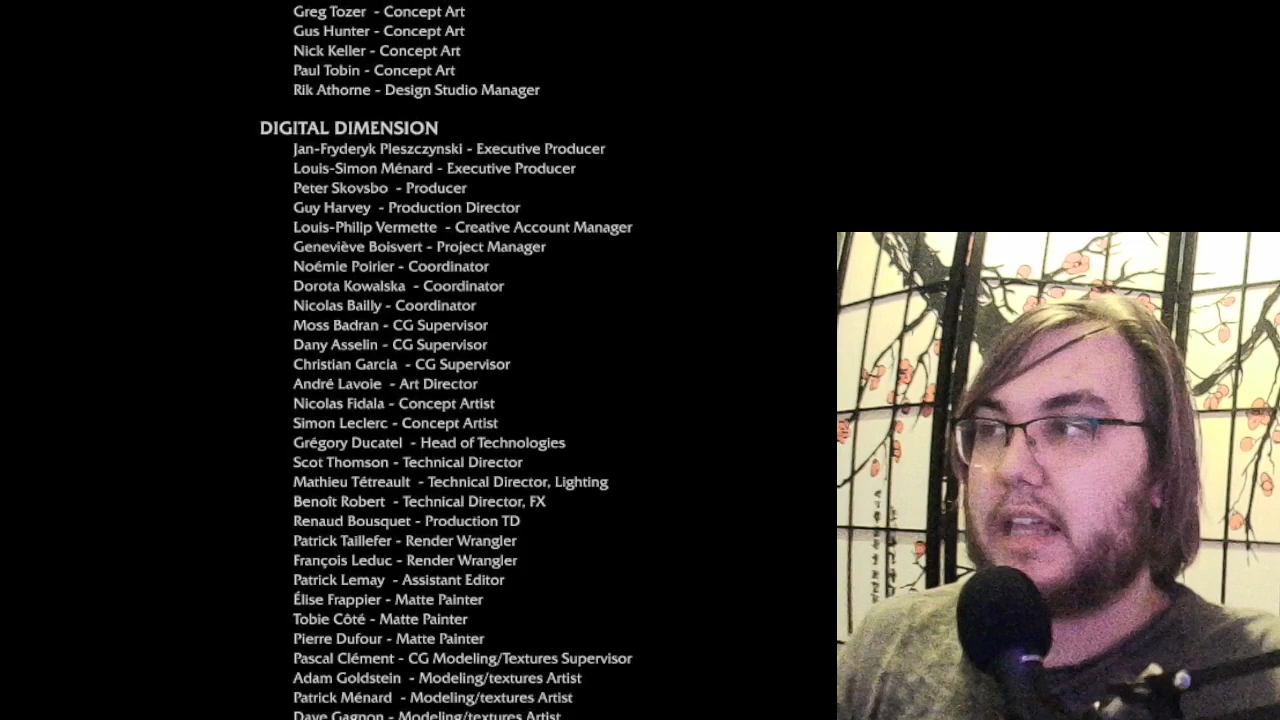 Greg Tozer - Concept Art
Gus Hunter - Concept Art
Nick Keller - Concept Art
Paul Tobin - Concept Art
Rik Athorne - Design Studio Manager
DIGITAL DIMENSION
Jan-Fryderyk Pleszczynski - Executive Producer
Louis-Simon Ménard - Executive Producer
Peter Skovsbo - Producer
Guy Harvey - Production Director
Louis-Philip Vermette - Creative Account Manager
Geneviève Boisvert - Project Manager
Noémie Poirier - Coordinator
Dorota Kowalska - Coordinator
Nicolas Bailly - Coordinator
Moss Badran - CG Supervisor
Dany Asselin - CG Supervisor
Christian Garcia - CG Supervisor
André Lavoie - Art Director
Nicolas Fidala - Concept Artist
Simon Leclerc - Concept Artist
Grégory Ducatel - Head of Technologies
Scot Thomson - Technical Director
Mathieu Tétreault - Technical Director, Lighting
Benoît Robert - Technical Director, FX
Renaud Bousquet - Production TD
Patrick Taillefer - Render Wrangler
François Leduc - Render Wrangler
Patrick Lemay - Assistant Editor
Élise Frappier - Matte Painter
Tobie Côté - Matte Painter
Pierre Dufour - Matte Painter
Pascal Clément - CG Modeling/Textures Supervisor
Adam Goldstein - Modeling/textures Artist
Patrick Ménard - Modeling/textures Artist
Dave Gagnon - Modeling/textures Artist